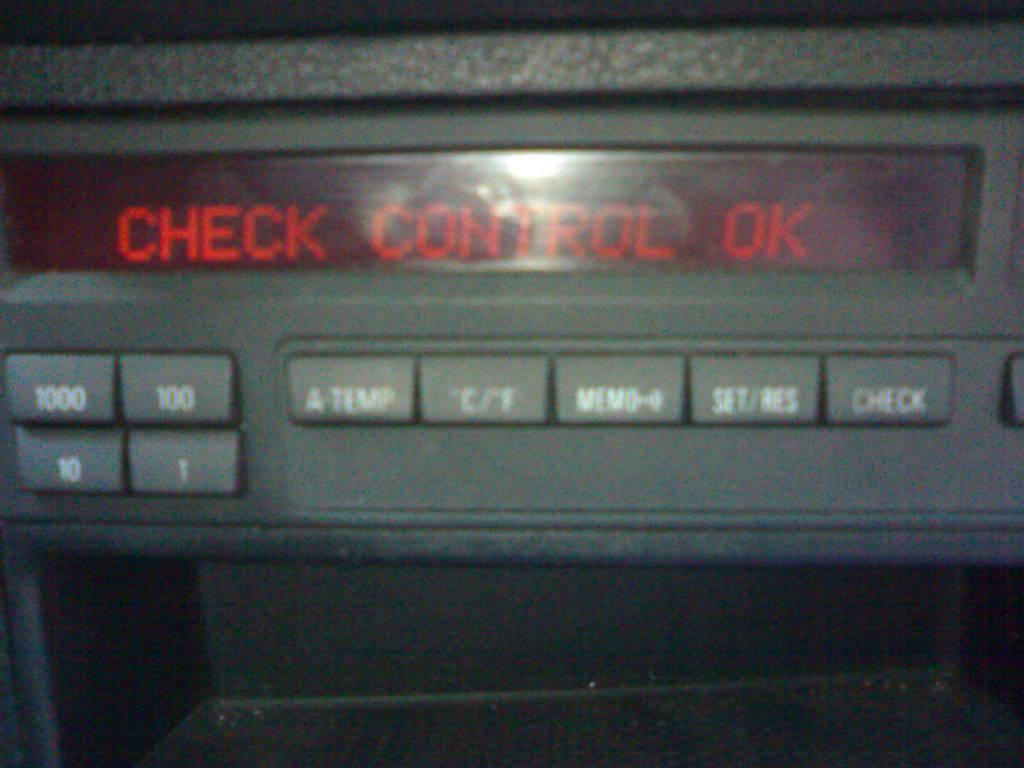 CHECK CONTROL OK
1000 100 A-TEMP °C/°F MEMO SET/RES CHECK
10 1